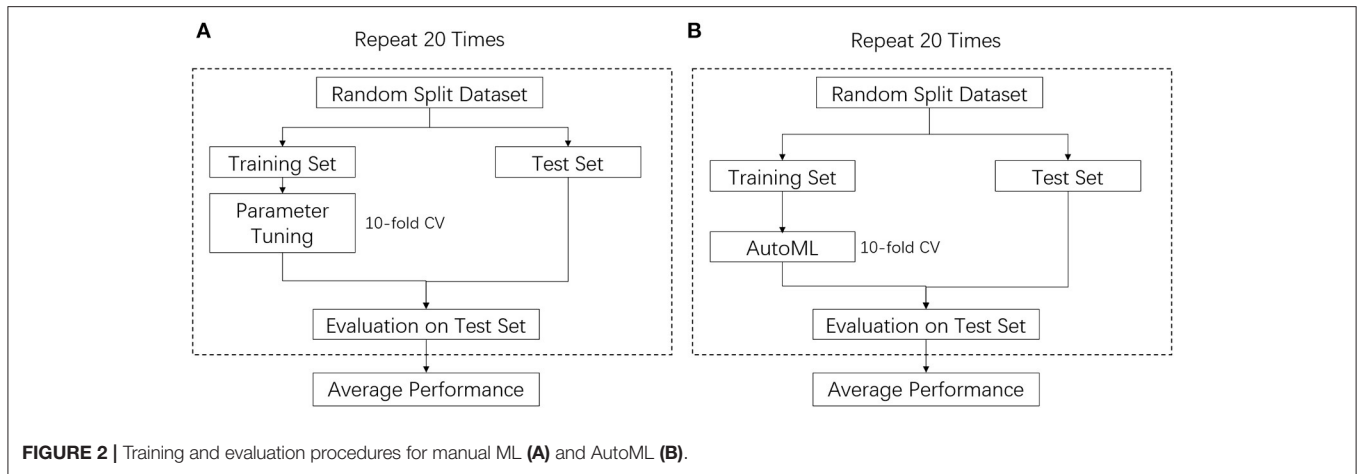 A
Repeat 20 Times
Random Split Dataset
Training Set
Test Set
Parameter
Tuning
10-fold CV
Evaluation on Test Set
Average Performance
B
Repeat 20 Times
Random Split Dataset
Training Set
Test Set
AutoML
10-fold CV
Evaluation on Test Set
Average Performance
FIGURE 2 | Training and evaluation procedures for manual ML (A) and AutoML (B).